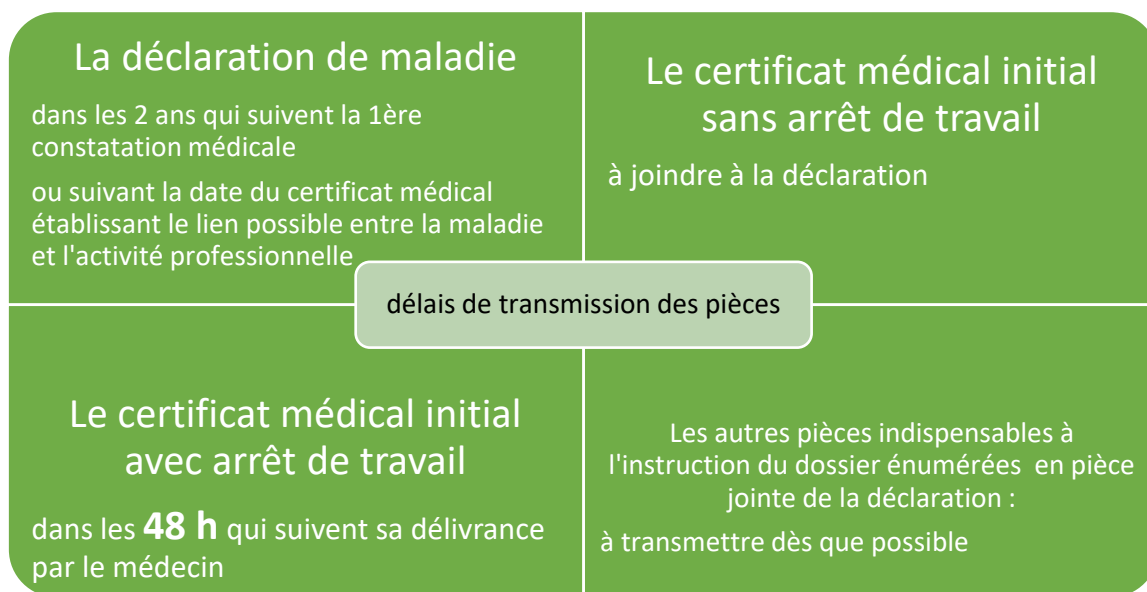 La déclaration de maladie
dans les 2 ans qui suivent la 1ère
constatation médicale
ou suivant la date du certificat médical
établissant le lien possible entre la maladie
et l'activité professionnelle
Le certificat médical initial
sans arrêt de travail
à joindre à la déclaration
délais de transmission des pièces
Le certificat médical initial
avec arrêt de travail
dans les 48 h qui suivent sa délivrance
par le médecin
Les autres pièces indispensables à
l'instruction du dossier énumérées en pièce
jointe de la déclaration :
à transmettre dès que possible